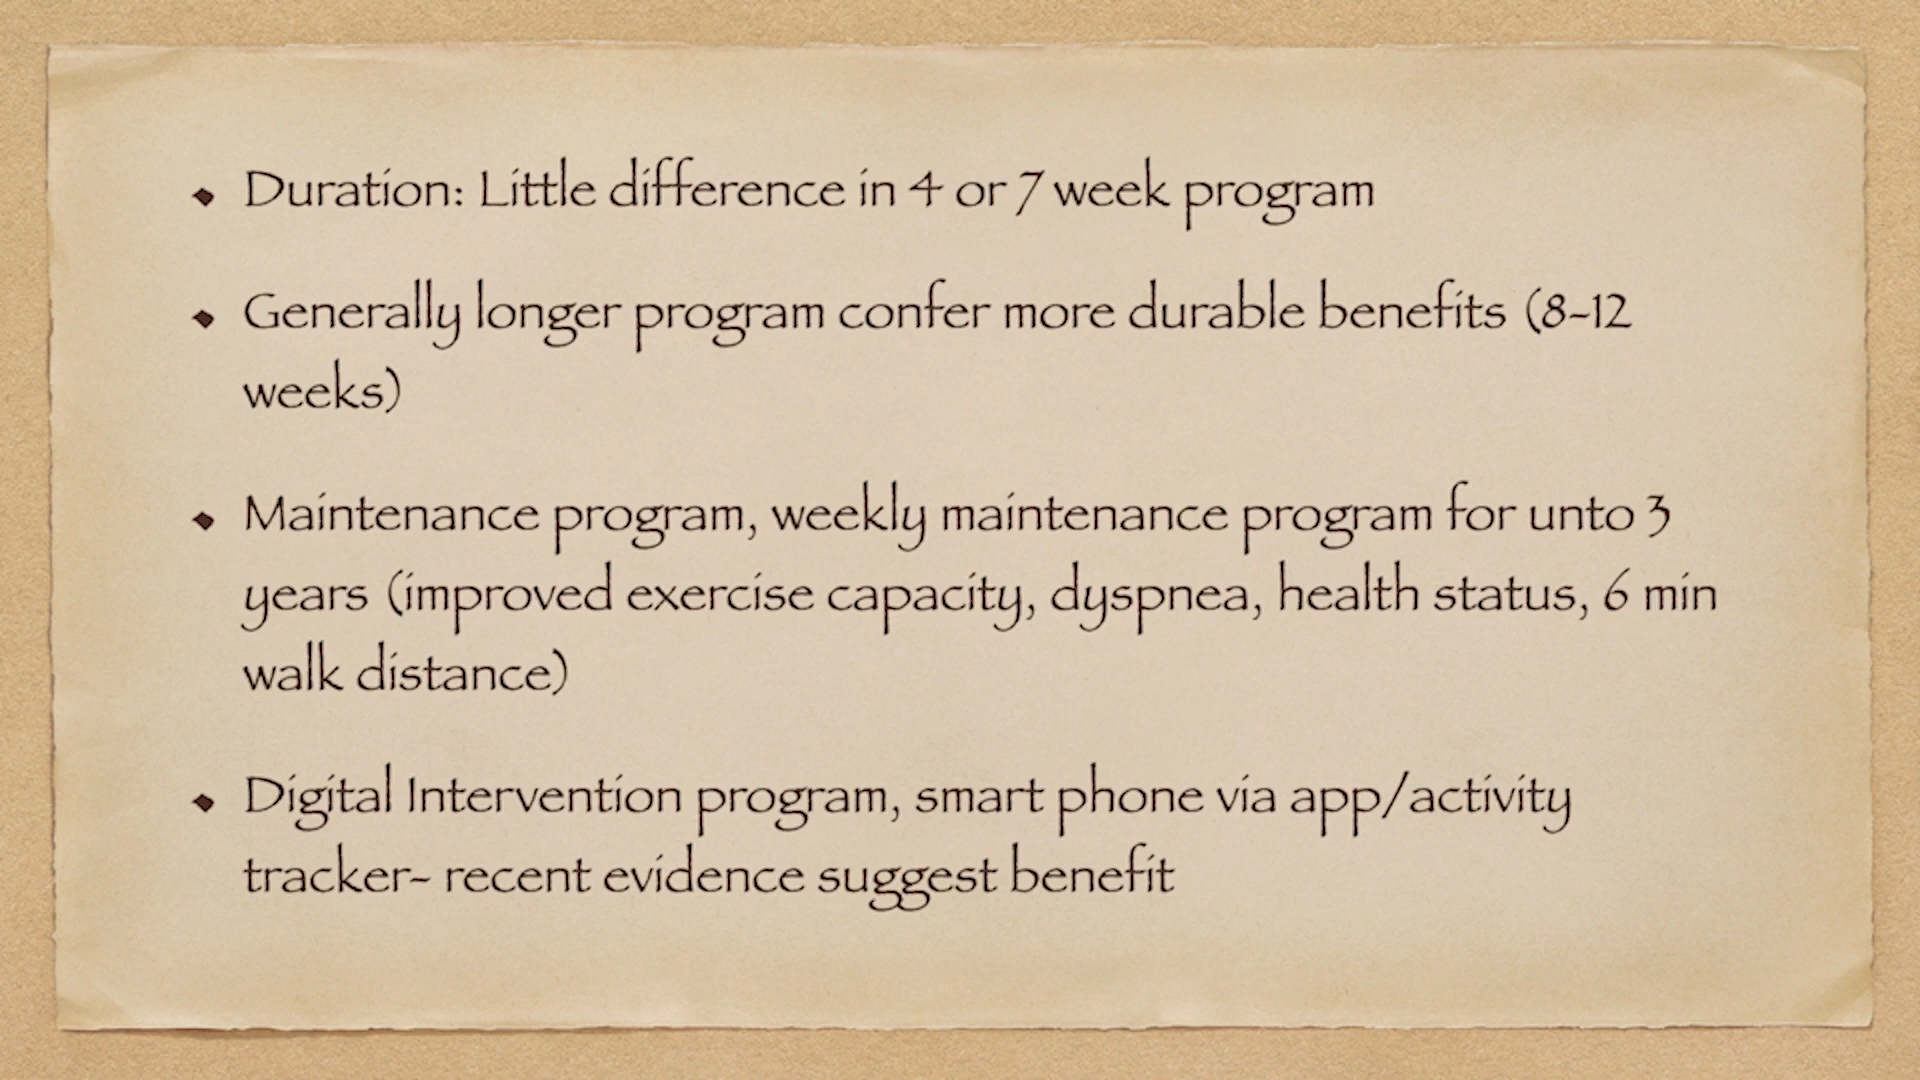 Duration: Little difference in 4 or 7 week program
Generally longer program confer more durable benefits (8-12
weeks)
Maintenance program, weekly maintenance program for unto 3
years (improved exercise capacity, dyspnea, health status, 6 min
walk distance)
Digital Intervention program, smart phone via app/activity
tracker- recent evidence suggest benefit